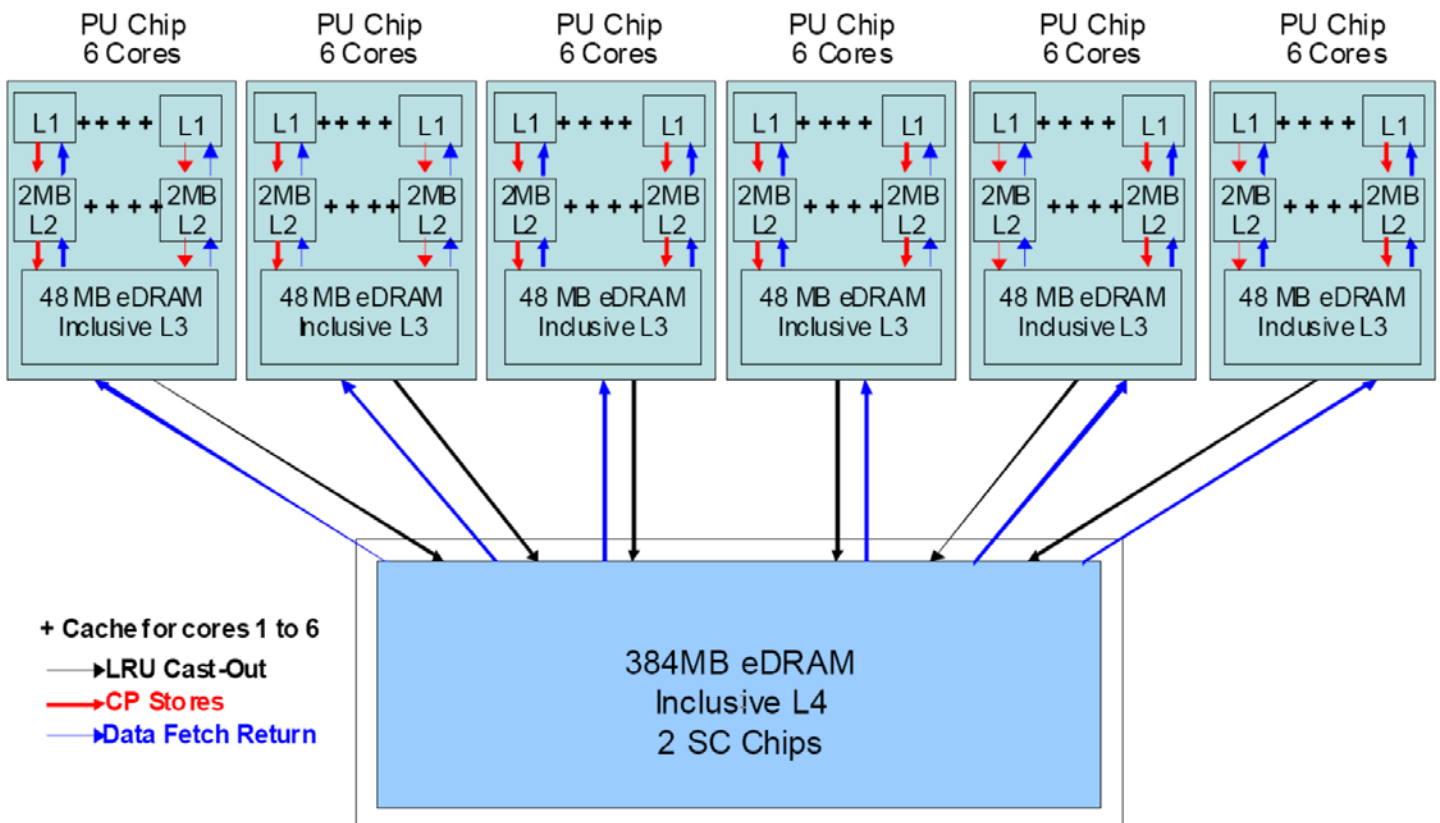 PU Chip
6 Cores
PU Chip
6 Cores
PU Chip
6 Cores
PU Chip
6 Cores
PU Chip
6 Cores
PU Chip
6 Cores
L1 ++++ L1
L1 ++++ L1
L1 ++++ L1
L1 ++++ L1
L1 ++++ L1
L1 ++++ L1
2MB L2 ++++ 2MB L2
2MB L2 ++++ 2MB L2
2MB L2 ++++ 2MB L2
2MB L2 ++++ 2MB L2
2MB L2 ++++ 2MB L2
2MB L2 ++++ 2MB L2
48 MB eDRAM
Inclusive L3
48 MB eDRAM
Inclusive L3
48 MB eDRAM
Inclusive L3
48 MB eDRAM
Inclusive L3
48 MB eDRAM
Inclusive L3
48 MB eDRAM
Inclusive L3
+ Cache for cores 1 to 6
LRU Cast-Out
CP Stores
Data Fetch Return
384MB eDRAM
Inclusive L4
2 SC Chips